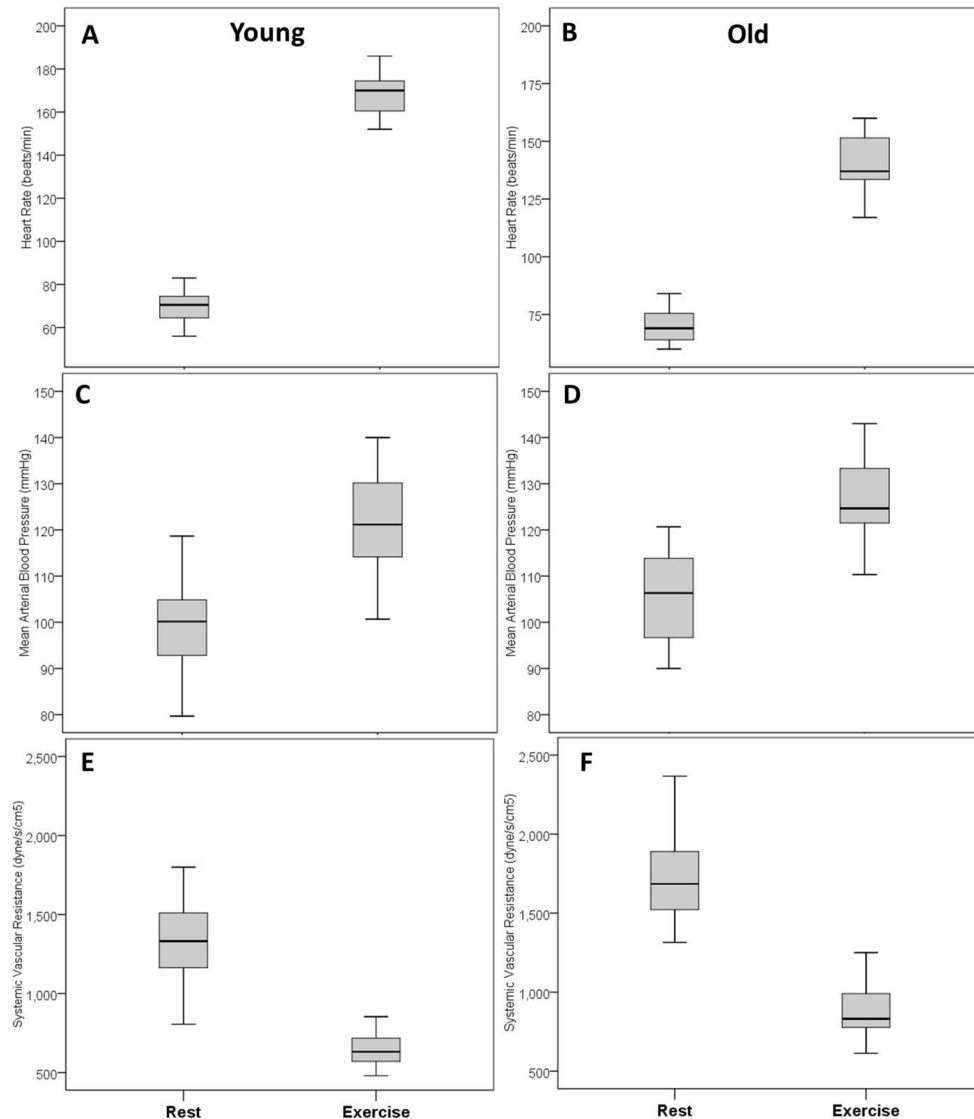 A
Young
200
180
160
140
120
100
80
60
Heart Rate (beats/min)
B
Old
200
175
150
125
100
75
Heart Rate (beats/min)
C
150
140
130
120
110
100
90
80
Mean Arterial Blood Pressure (mmHg)
D
150
140
130
120
110
100
90
80
Mean Arterial Blood Pressure (mmHg)
E
2,500
2,000
1,500
1,000
500
Systemic Vascular Resistance (dyne/s/cm5)
Rest
Exercise
F
2,500
2,000
1,500
1,000
500
Systemic Vascular Resistance (dyne/s/cm5)
Rest
Exercise